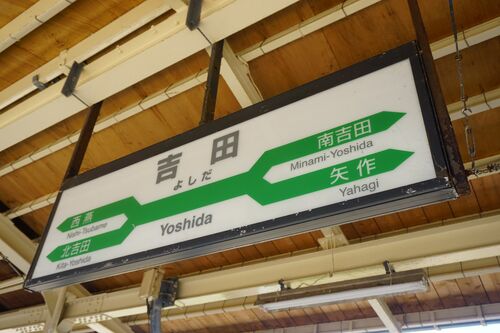 吉田
よしだ
Yoshida
南吉田
Minami-Yoshida
矢作
Yahagi
西燕
Nishi-Tsubame
北吉田
Kita-Yoshida